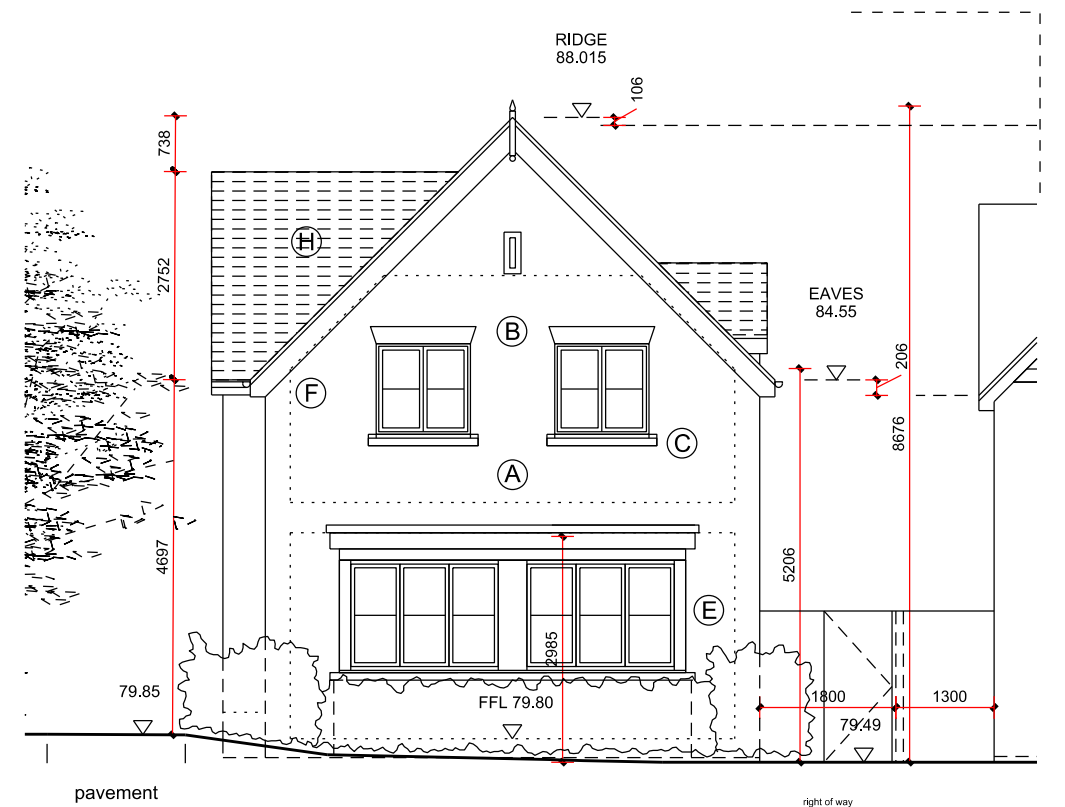 RIDGE
88.015
106
738
H
2752
EAVES
84.55
B
206
F
8676
C
A
4697
5206
E
2985
79.85
FFL 79.80
1800
1300
79.49
pavement
right of way